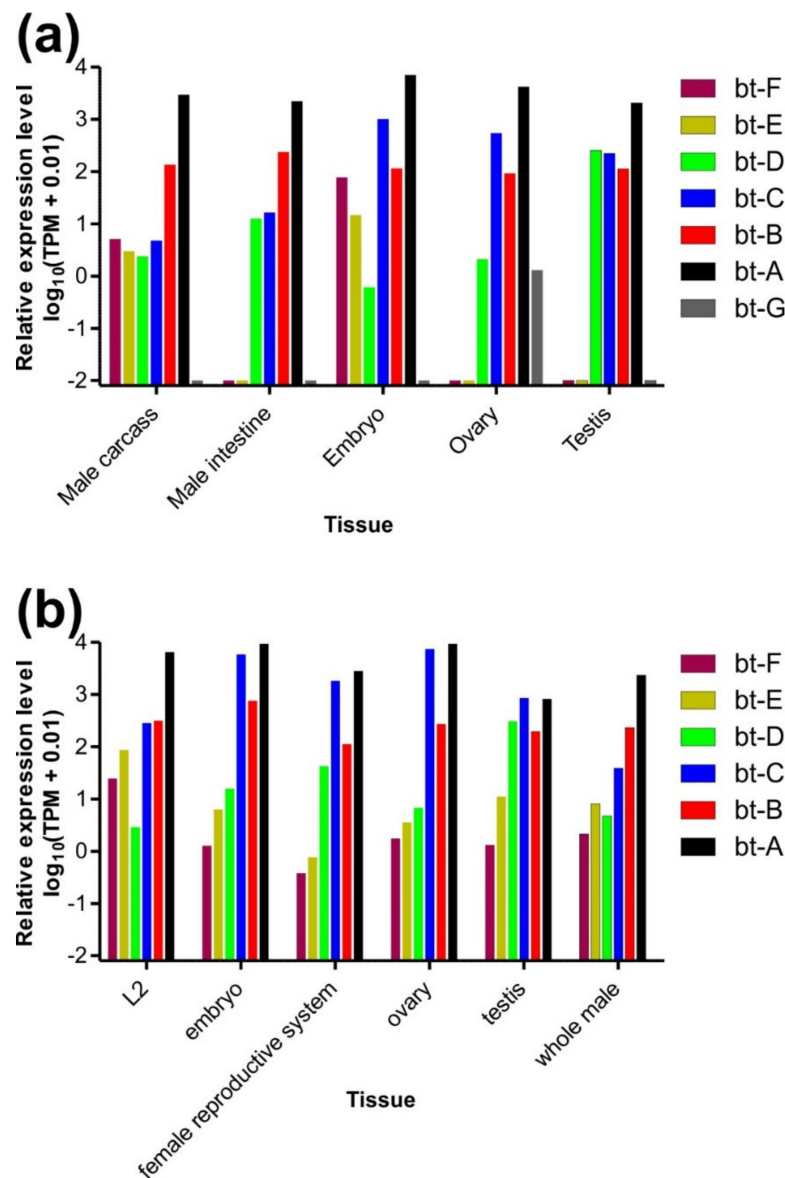 (a)
Relative expression level
log₁₀(TPM + 0.01)
4
3
2
1
0
-1
-2
Male carcass
Male intestine
Embryo
Ovary
Testis
Tissue
bt-F
bt-E
bt-D
bt-C
bt-B
bt-A
bt-G
(b)
Relative expression level
log₁₀(TPM + 0.01)
4
3
2
1
0
-1
-2
L2
embryo
female reproductive system
ovary
testis
whole male
Tissue
bt-F
bt-E
bt-D
bt-C
bt-B
bt-A